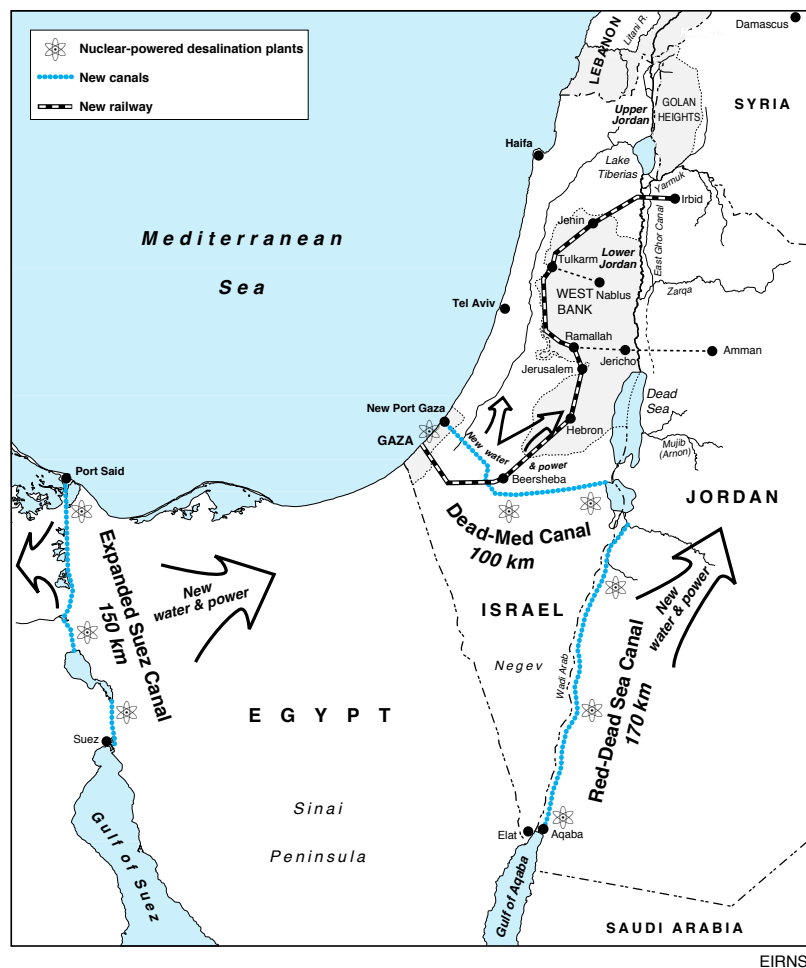 Nuclear-powered desalination plants
New canals
New railway
Damascus
Litani R.
LEBANON
GOLAN
HEIGHTS
SYRIA
Upper
Jordan
Haifa
Lake
Tiberias
Yarmuk
Irbid
Mediterranean
Sea
Jenin
East Ghor Canal
Tulkarm
Lower
Jordan
WEST
BANK
Nablus
Zarqa
Tel Aviv
Ramallah
Jericho
Amman
Jerusalem
Dead
Sea
New Port Gaza
GAZA
New water
& power
Hebron
Mujib
(Arnon)
Beersheba
Port Said
JORDAN
Dead-Med Canal
100 km
Expanded Suez Canal
150 km
New
water & power
New
water & power
ISRAEL
Negev
Wadi Arab
Red-Dead Sea Canal
170 km
EGYPT
Suez
Sinai
Peninsula
Elat
Aqaba
Gulf of Suez
Gulf of Aqaba
SAUDI ARABIA
EIRNS